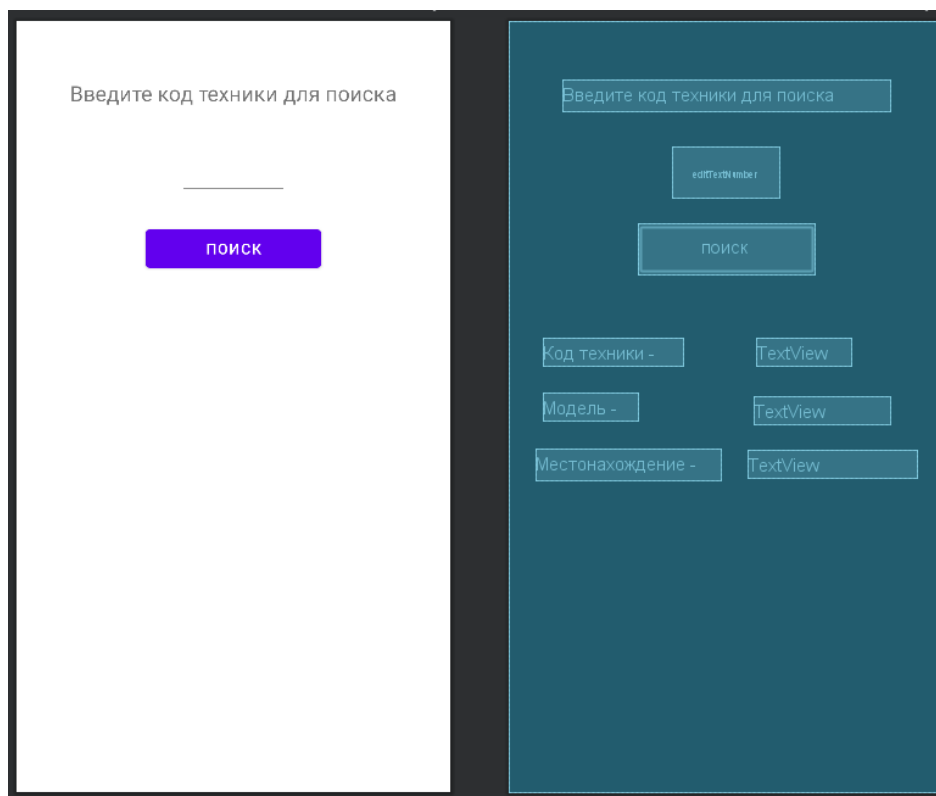 Введите код техники для поиска
ПОИСК
Введите код техники для поиска
editTextNumber
ПОИСК
Код техники -
TextView
Модель -
TextView
Местонахождение -
TextView